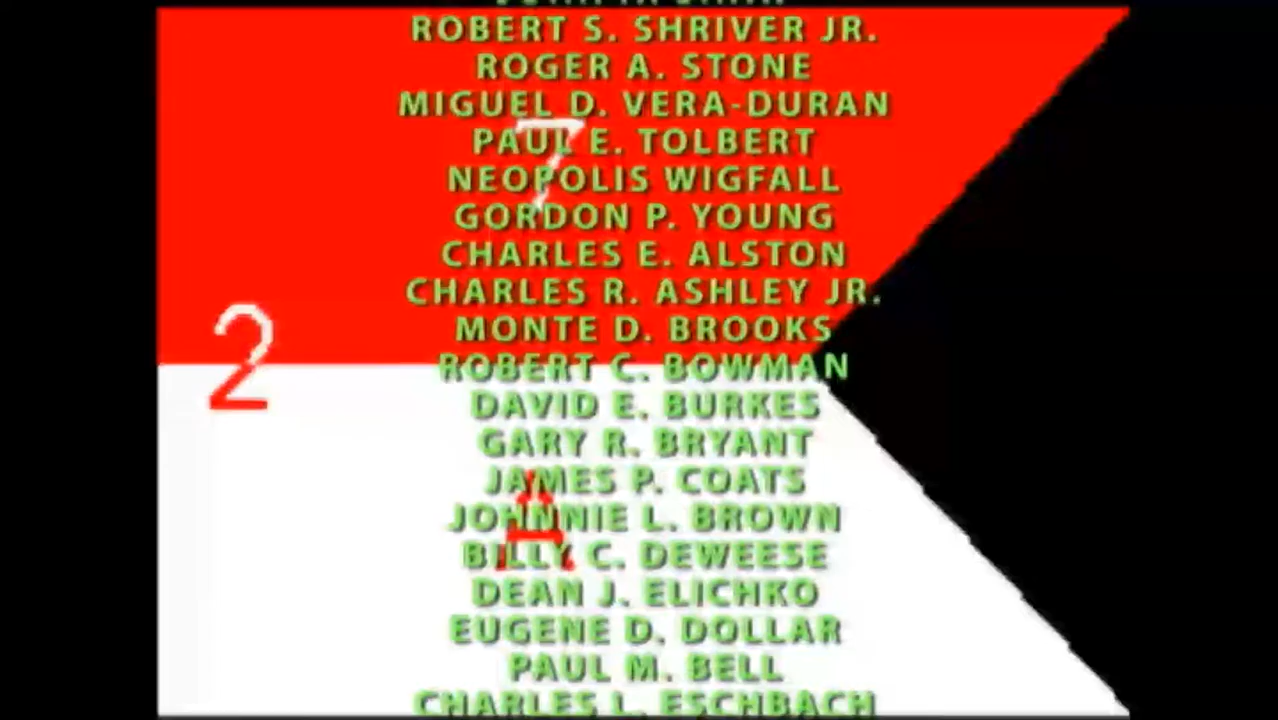 ROBERT S. SHRIVER JR.
ROGER A. STONE
MIGUEL D. VERA-DURAN
7
PAUL E. TOLBERT
NEOPOLIS WIGFALL
GORDON P. YOUNG
CHARLES E. ALSTON
CHARLES R. ASHLEY JR.
MONTE D. BROOKS
2
ROBERT C. BOWMAN
DAVID E. BURKES
GARY R. BRYANT
JAMES P. COATS
A
JOHNNIE L. BROWN
BILLY C. DEWEESE
DEAN J. ELICHKO
EUGENE D. DOLLAR
PAUL M. BELL
CHARLES L. ESCHBACH